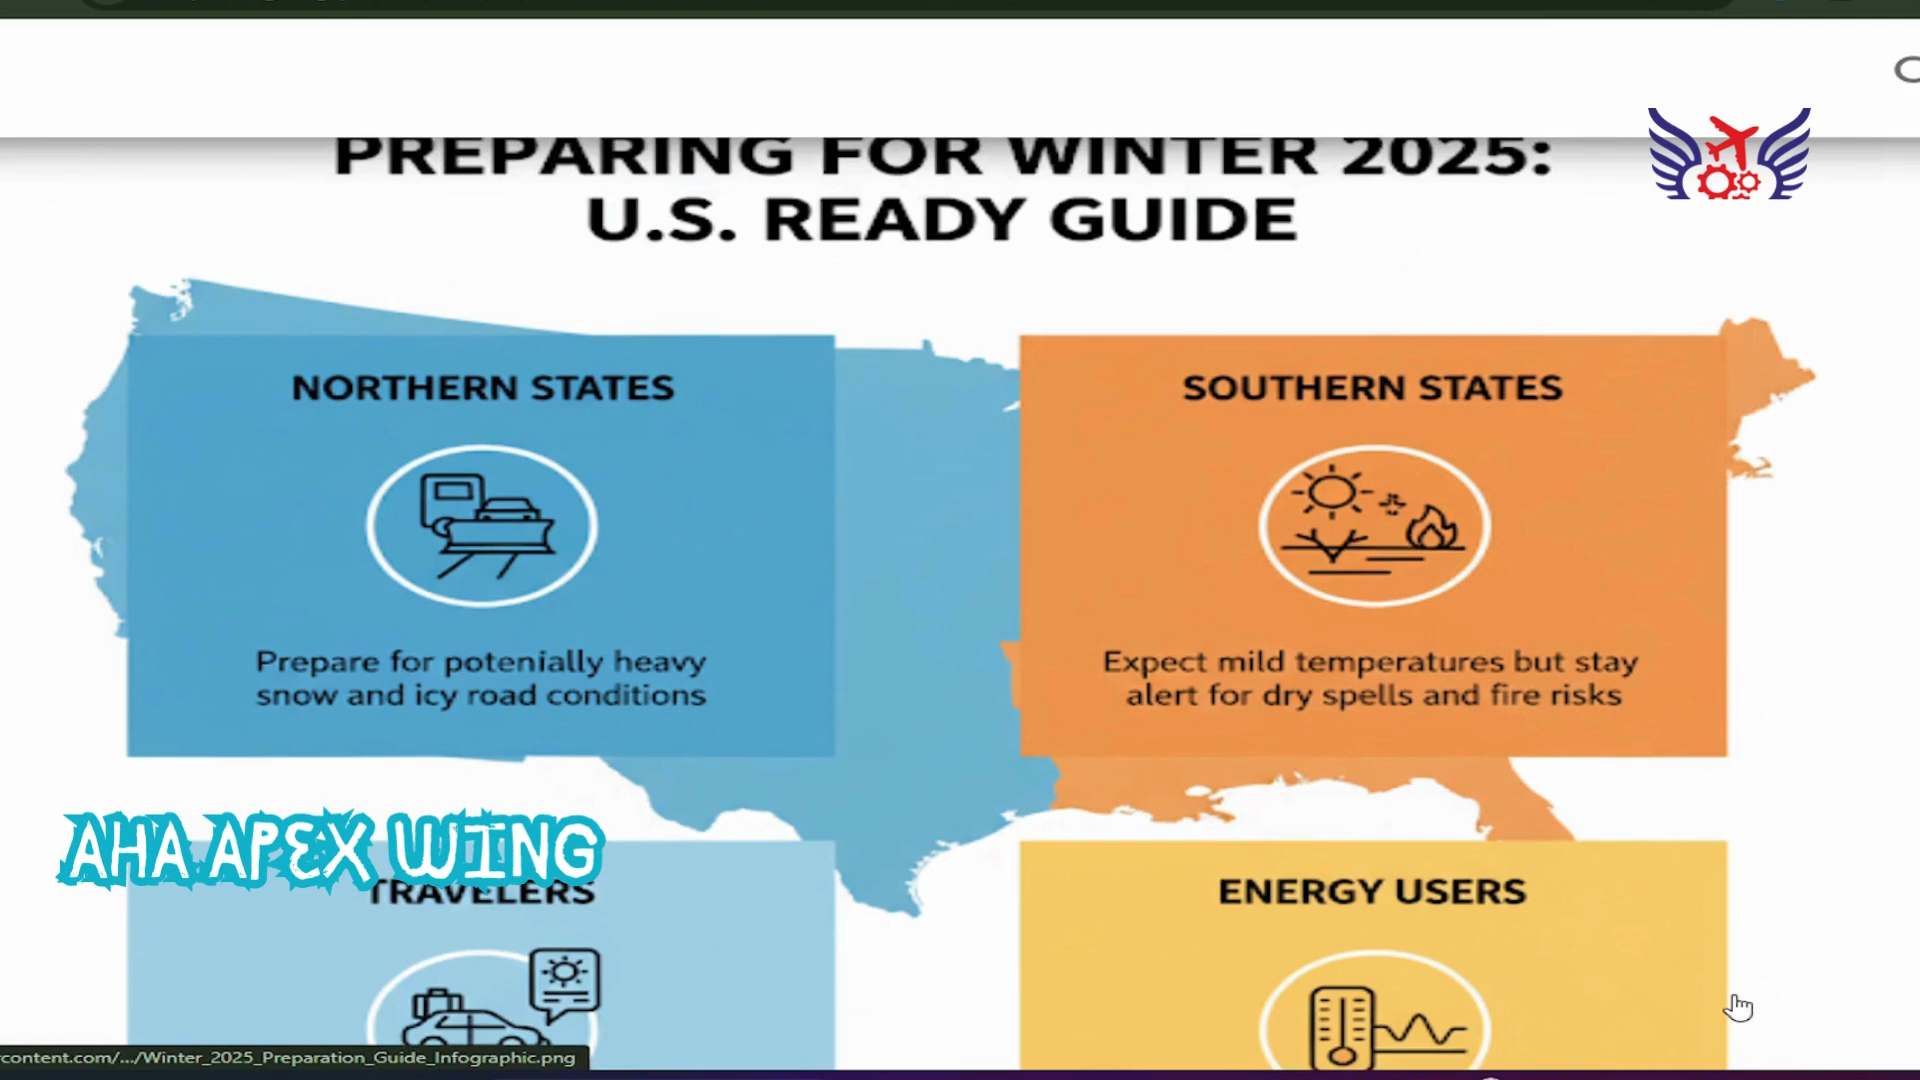 PREPARING FOR WINTER 2025:
U.S. READY GUIDE
NORTHERN STATES
Prepare for potenially heavy
snow and icy road conditions
SOUTHERN STATES
Expect mild temperatures but stay
alert for dry spells and fire risks
AHA APEX WING
TRAVELERS
ENERGY USERS
content.com/.../Winter_2025_Preparation_Guide_Infographic.png